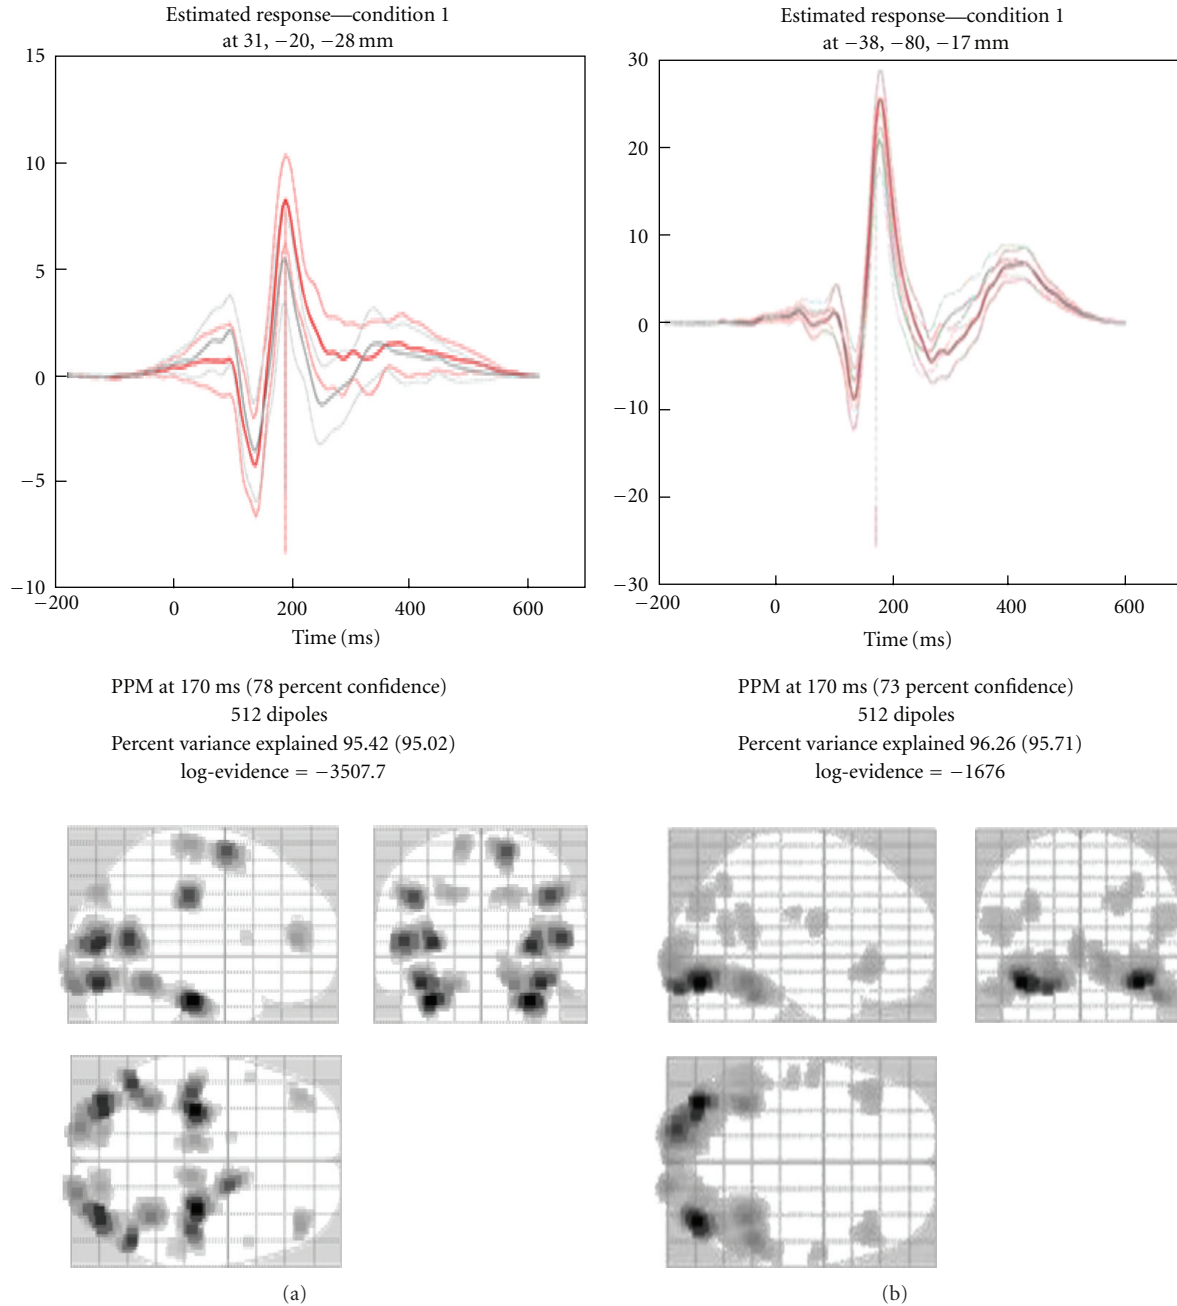 Estimated response—condition 1
at 31, −20, −28 mm
15
10
5
0
−5
−10
−200
0
200
400
600
Time (ms)
PPM at 170 ms (78 percent confidence)
512 dipoles
Percent variance explained 95.42 (95.02)
log-evidence = −3507.7
(a)
Estimated response—condition 1
at −38, −80, −17 mm
30
20
10
0
−10
−20
−30
−200
0
200
400
600
Time (ms)
PPM at 170 ms (73 percent confidence)
512 dipoles
Percent variance explained 96.26 (95.71)
log-evidence = −1676
(b)